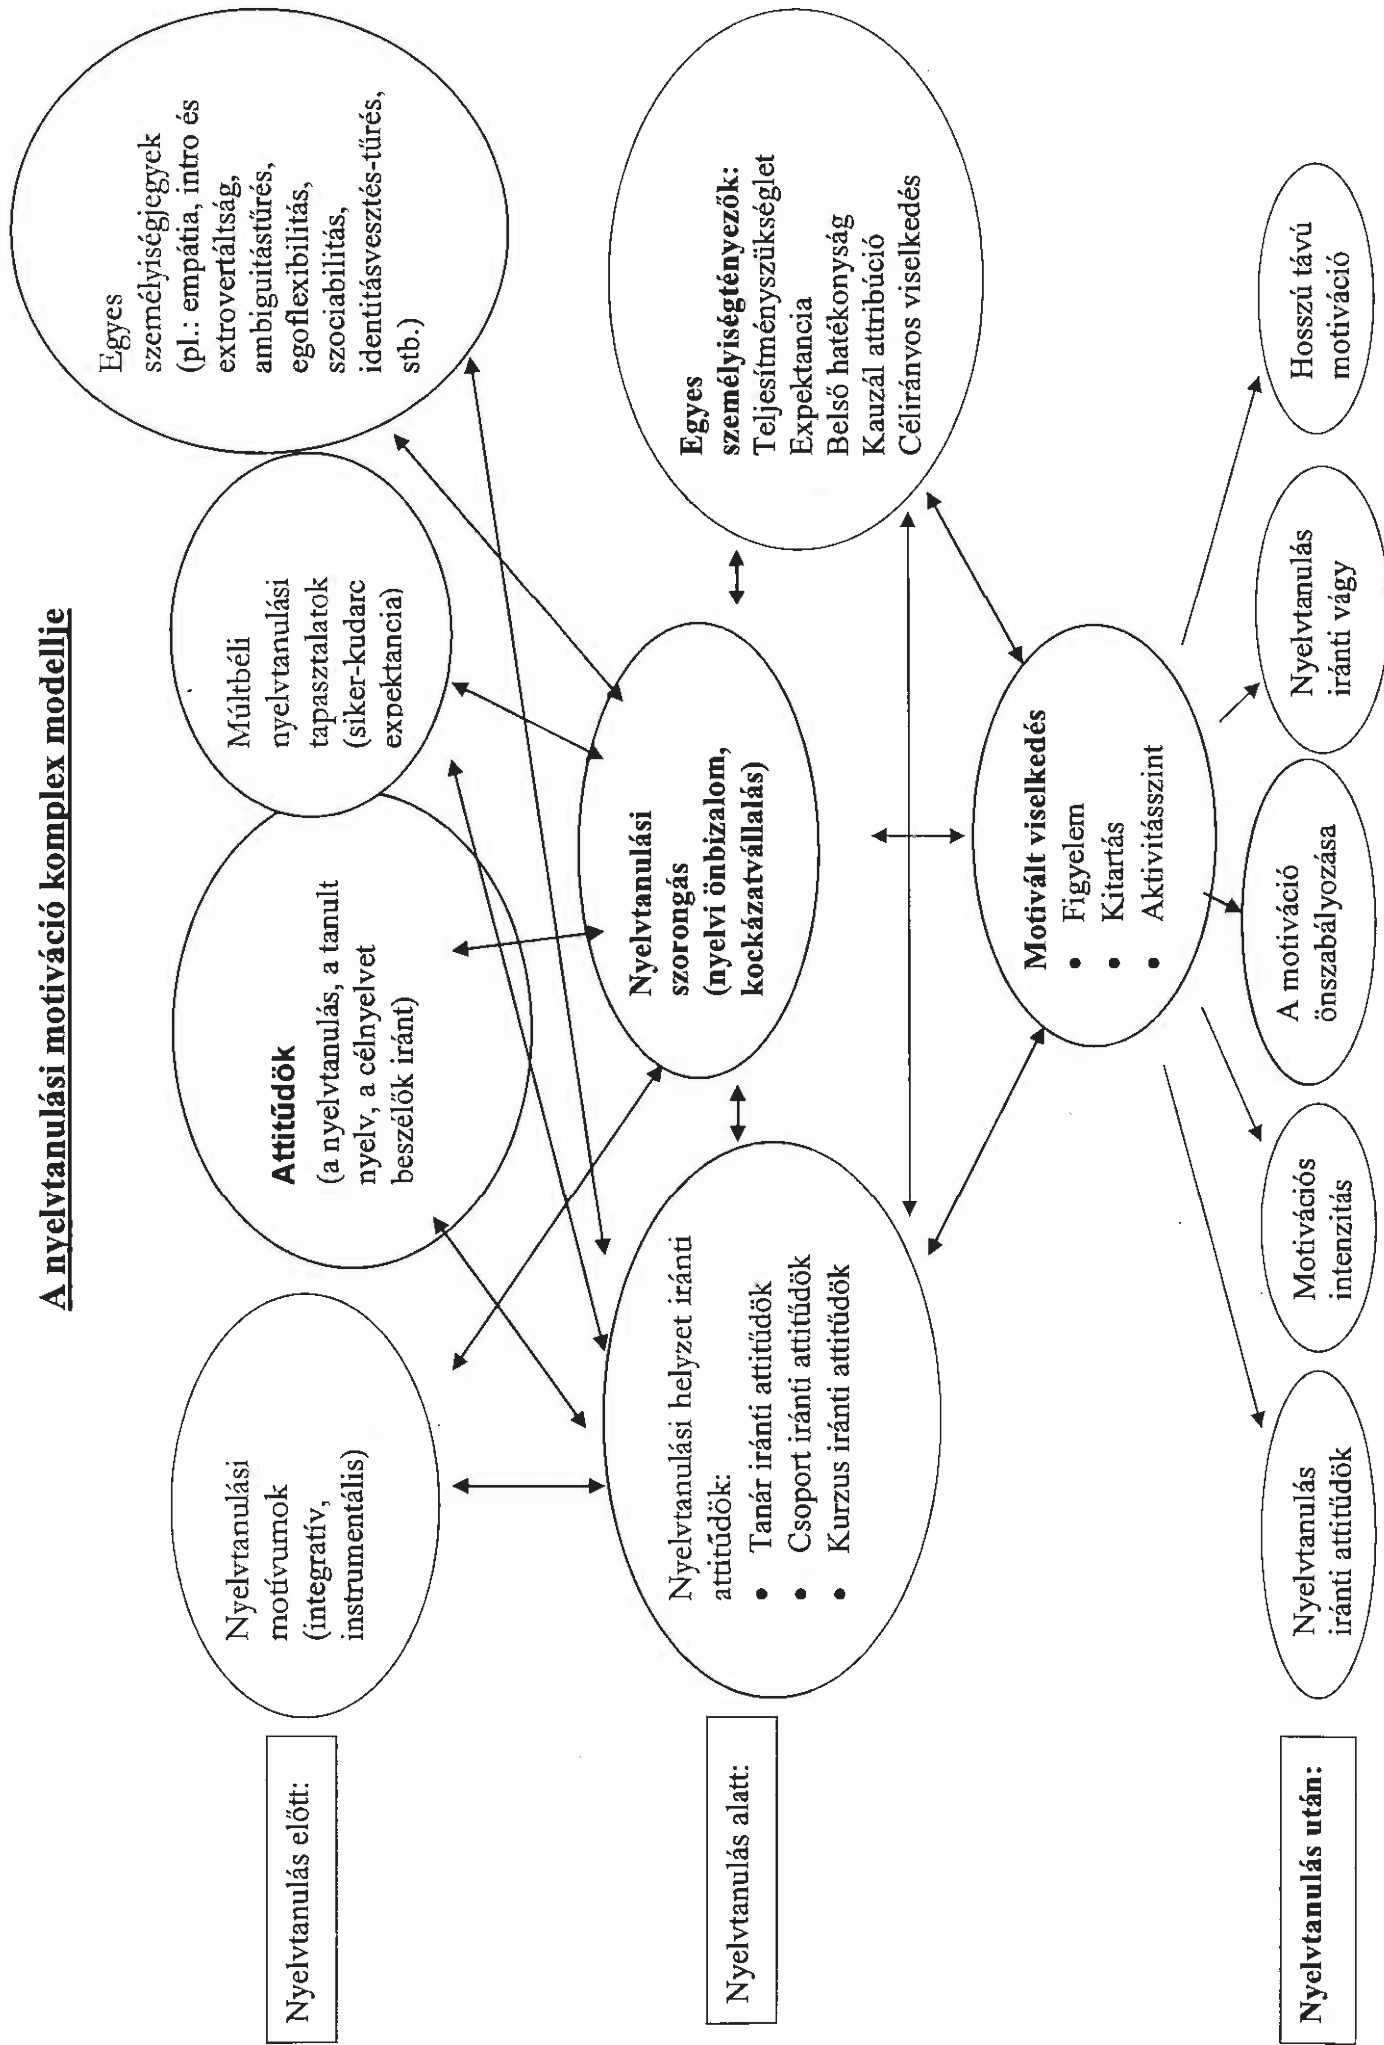 A nyelvtanulási motiváció komplex modellje
Nyelvtanulás előtt:
Nyelvtanulási
motívumok
(integratív,
instrumentális)
Attitűdök
(a nyelvtanulás, a tanult
nyelv, a célnyelvet
beszélők iránt)
Múltbéli
nyelvtanulási
tapasztalatok
(siker-kudarc
expektancia)
Egyes
személyiségjegyek
(pl.: empátia, intro és
extrovertáltság,
ambiguitástűrés,
egoflexibilitás,
szociabilitás,
identitásvesztés-tűrés,
stb.)
Nyelvtanulás alatt:
Nyelvtanulási helyzet iránti
attitűdök:
• Tanár iránti attitűdök
• Csoport iránti attitűdök
• Kurzus iránti attitűdök
Nyelvtanulási
szorongás
(nyelvi önbizalom,
kockázatvállalás)
Egyes
személyiségtényezők:
Teljesítményszükséglet
Expektancia
Belső hatékonyság
Kauzál attribúció
Célirányos viselkedés
Motivált viselkedés
• Figyelem
• Kitartás
• Aktivitásszint
Nyelvtanulás után:
Nyelvtanulás
iránti attitűdök
Motivációs
intenzitás
A motiváció
önszabályozása
Nyelvtanulás
iránti vágy
Hosszú távú
motiváció